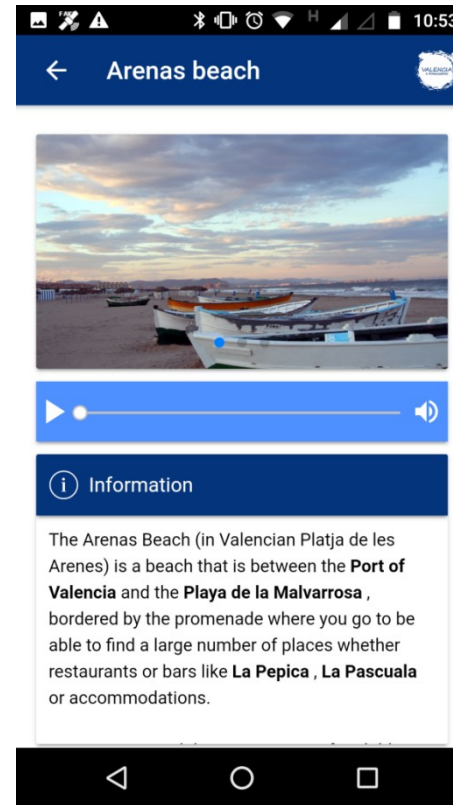 H 10:53
Arenas beach
VALENCIA
Information
The Arenas Beach (in Valencian Platja de les
Arenes) is a beach that is between the Port of
Valencia and the Playa de la Malvarrosa ,
bordered by the promenade where you go to be
able to find a large number of places whether
restaurants or bars like La Pepica , La Pascuala
or accommodations.